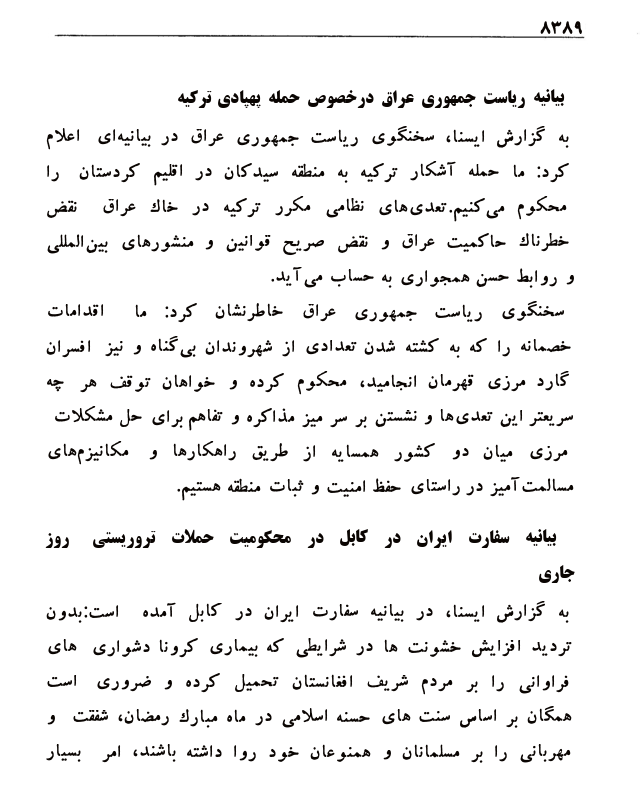 ۸۳۸۹
بیانیه ریاست جمهوری عراق درخصوص حمله پهپادی ترکیه
به گزارش ایسنا، سخنگوی ریاست جمهوری عراق در بیانیه‌ای اعلام
کرد: ما حمله آشکار ترکیه به منطقه سیدکان در اقلیم کردستان را
محکوم می‌کنیم.تعدی‌های نظامی مکرر ترکیه در خاك عراق نقض
خطرناك حاکمیت عراق و نقض صریح قوانین و منشورهای بین‌المللی
و روابط حسن همجواری به حساب می‌آید.
سخنگوی ریاست جمهوری عراق خاطرنشان کرد: ما اقدامات
خصمانه را که به کشته شدن تعدادی از شهروندان بی‌گناه و نیز افسران
گارد مرزی قهرمان انجامید، محکوم کرده و خواهان توقف هر چه
سریعتر این تعدی‌ها و نشستن بر سر میز مذاکره و تفاهم برای حل مشکلات
مرزی میان دو کشور همسایه از طریق راهکارها و مکانیزم‌های
مسالمت‌آمیز در راستای حفظ امنیت و ثبات منطقه هستیم.
بیانیه سفارت ایران در کابل در محکومیت حملات تروریستی روز
جاری
به گزارش ایسنا، در بیانیه سفارت ایران در کابل آمده است:بدون
تردید افزایش خشونت ها در شرایطی که بیماری کرونا دشواری های
فراوانی را بر مردم شریف افغانستان تحمیل کرده و ضروری است
همگان بر اساس سنت های حسنه اسلامی در ماه مبارك رمضان، شفقت و
مهربانی را بر مسلمانان و همنوعان خود روا داشته باشند، امر بسیار